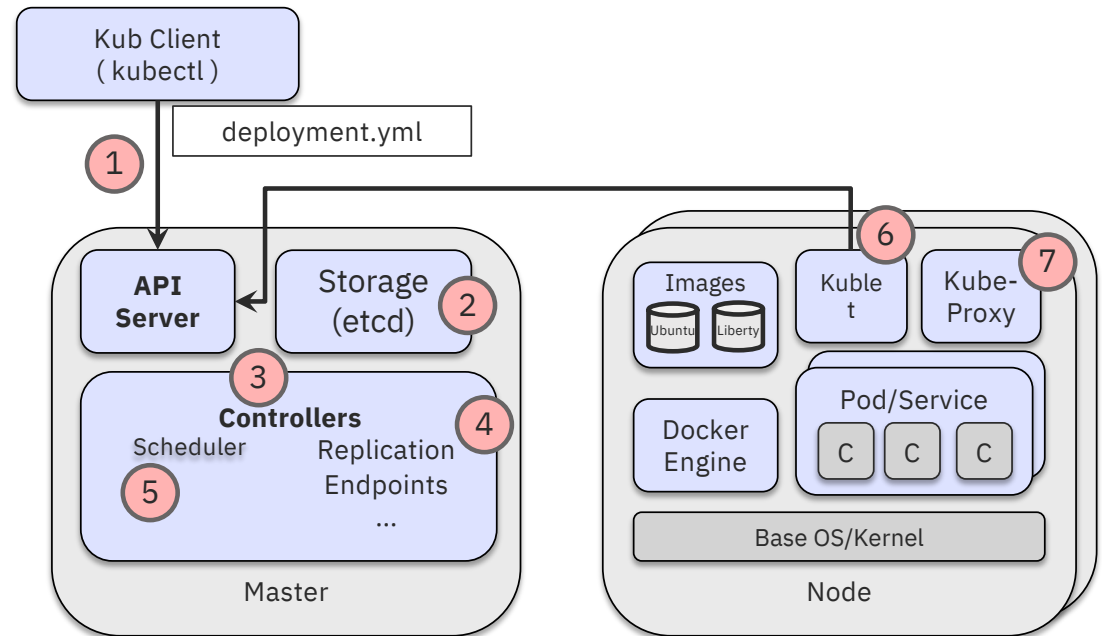 Kub Client
( kubectl )
deployment.yml
1
API
Server
Storage
(etcd)
2
3
Controllers
4
Scheduler
Replication
Endpoints
...
5
Master
Images
Ubuntu
Liberty
6
Kuble
t
7
Kube-
Proxy
Docker
Engine
Pod/Service
C
C
C
Base OS/Kernel
Node